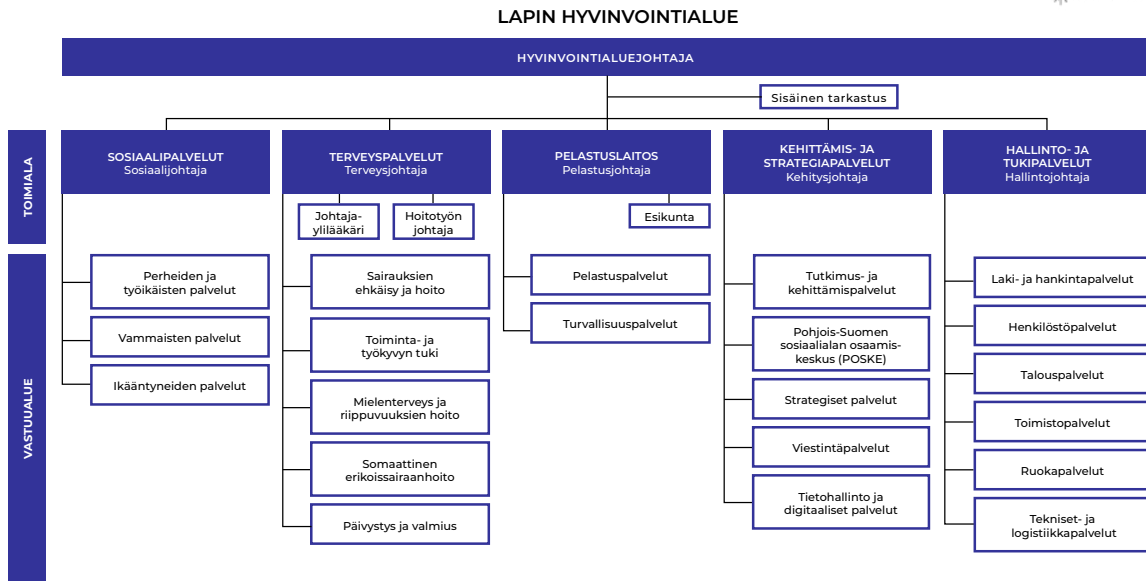 LAPIN HYVINVOINTIALUE
HYVINVOINTIALUEJOHTAJA
Sisäinen tarkastus
TOIMIALA
SOSIAALIPALVELUT
Sosiaalijohtaja
TERVEYSPALVELUT
Terveysjohtaja
Johtaja-
ylilääkäri
Hoitotyön
johtaja
PELASTUSLAITOS
Pelastusjohtaja
Esikunta
KEHITTÄMIS- JA
STRATEGIAPALVELUT
Kehitysjohtaja
HALLINTO- JA
TUKIPALVELUT
Hallintojohtaja
VASTUUALUE
Perheiden ja
työikäisten palvelut
Vammaisten palvelut
Ikääntyneiden palvelut
Sairauksien
ehkäisy ja hoito
Toiminta- ja
työkyvyn tuki
Mielenterveys ja
riippuvuuksien hoito
Somaattinen
erikoissairaanhoito
Päivystys ja valmius
Pelastuspalvelut
Turvallisuuspalvelut
Tutkimus- ja
kehittämispalvelut
Pohjois-Suomen
sosiaalialan osaamis-
keskus (POSKE)
Strategiset palvelut
Viestintäpalvelut
Tietohallinto ja
digitaaliset palvelut
Laki- ja hankintapalvelut
Henkilöstöpalvelut
Talouspalvelut
Toimistopalvelut
Ruokapalvelut
Tekniset- ja
logistiikkapalvelut